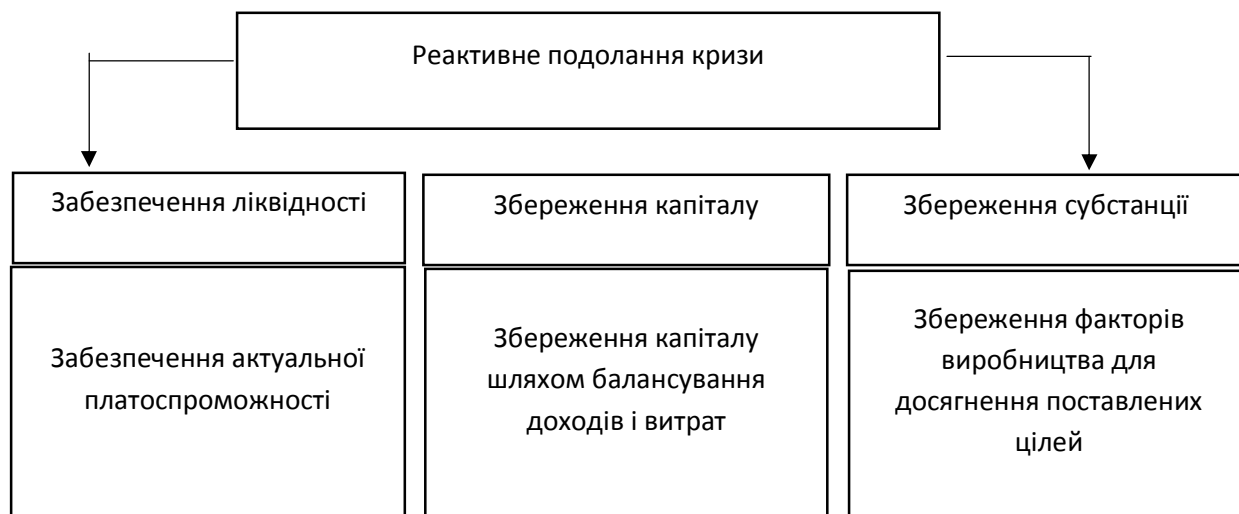 Реактивне подолання кризи
Забезпечення ліквідності
Збереження капіталу
Збереження субстанції
Забезпечення актуальної
платоспроможності
Збереження капіталу
шляхом балансування
доходів і витрат
Збереження факторів
виробництва для
досягнення поставлених
цілей